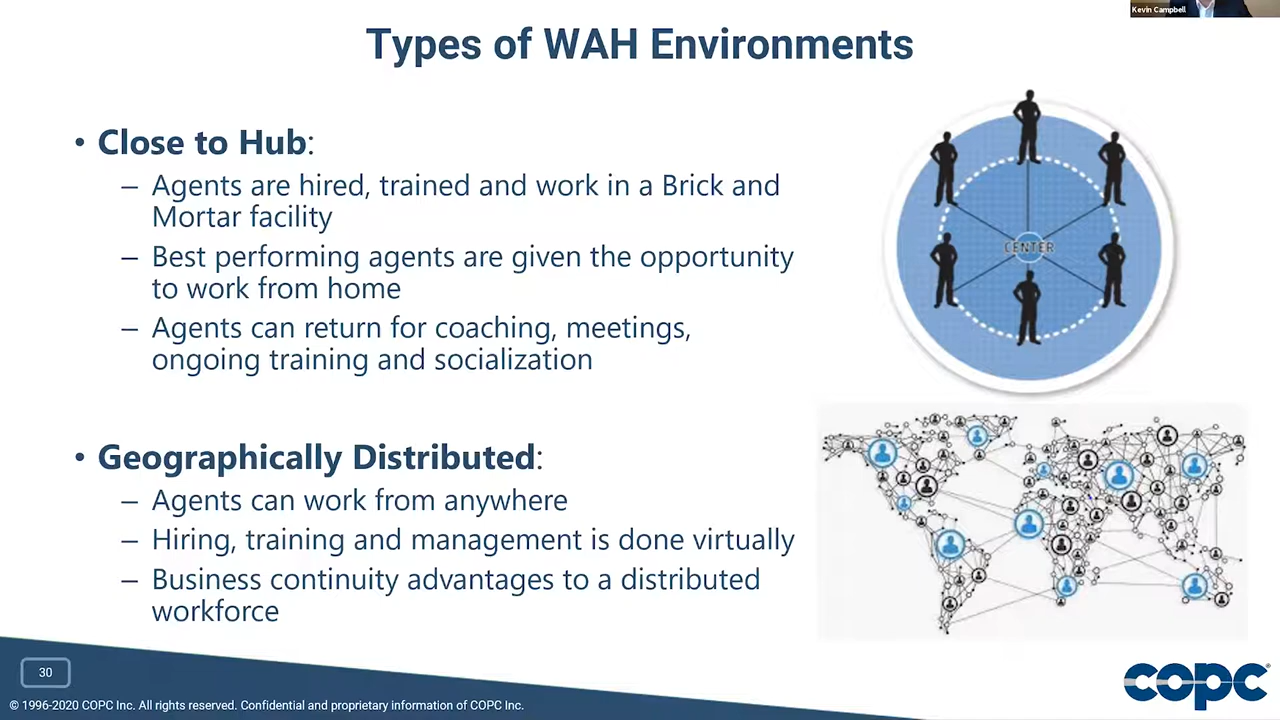 Kevin Campbell
Types of WAH Environments
• Close to Hub:
– Agents are hired, trained and work in a Brick and
Mortar facility
– Best performing agents are given the opportunity
to work from home
– Agents can return for coaching, meetings,
ongoing training and socialization
CENTER
• Geographically Distributed:
– Agents can work from anywhere
– Hiring, training and management is done virtually
– Business continuity advantages to a distributed
workforce
30
© 1996-2020 COPC Inc. All rights reserved. Confidential and proprietary information of COPC Inc.
copc®